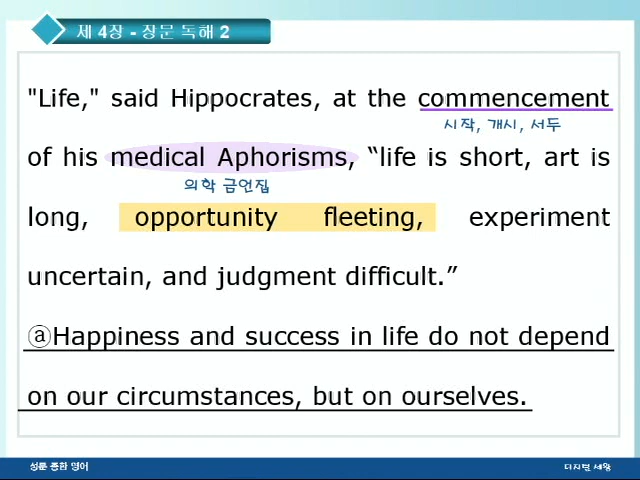 제 4장 - 장문 독해 2
"Life," said Hippocrates, at the commencement
시작, 개시, 서두
of his medical Aphorisms, “life is short, art is
의학 금언집
long, opportunity fleeting, experiment
uncertain, and judgment difficult.”
ⓐHappiness and success in life do not depend
on our circumstances, but on ourselves.
성문 종합 영어
디지털 세왕